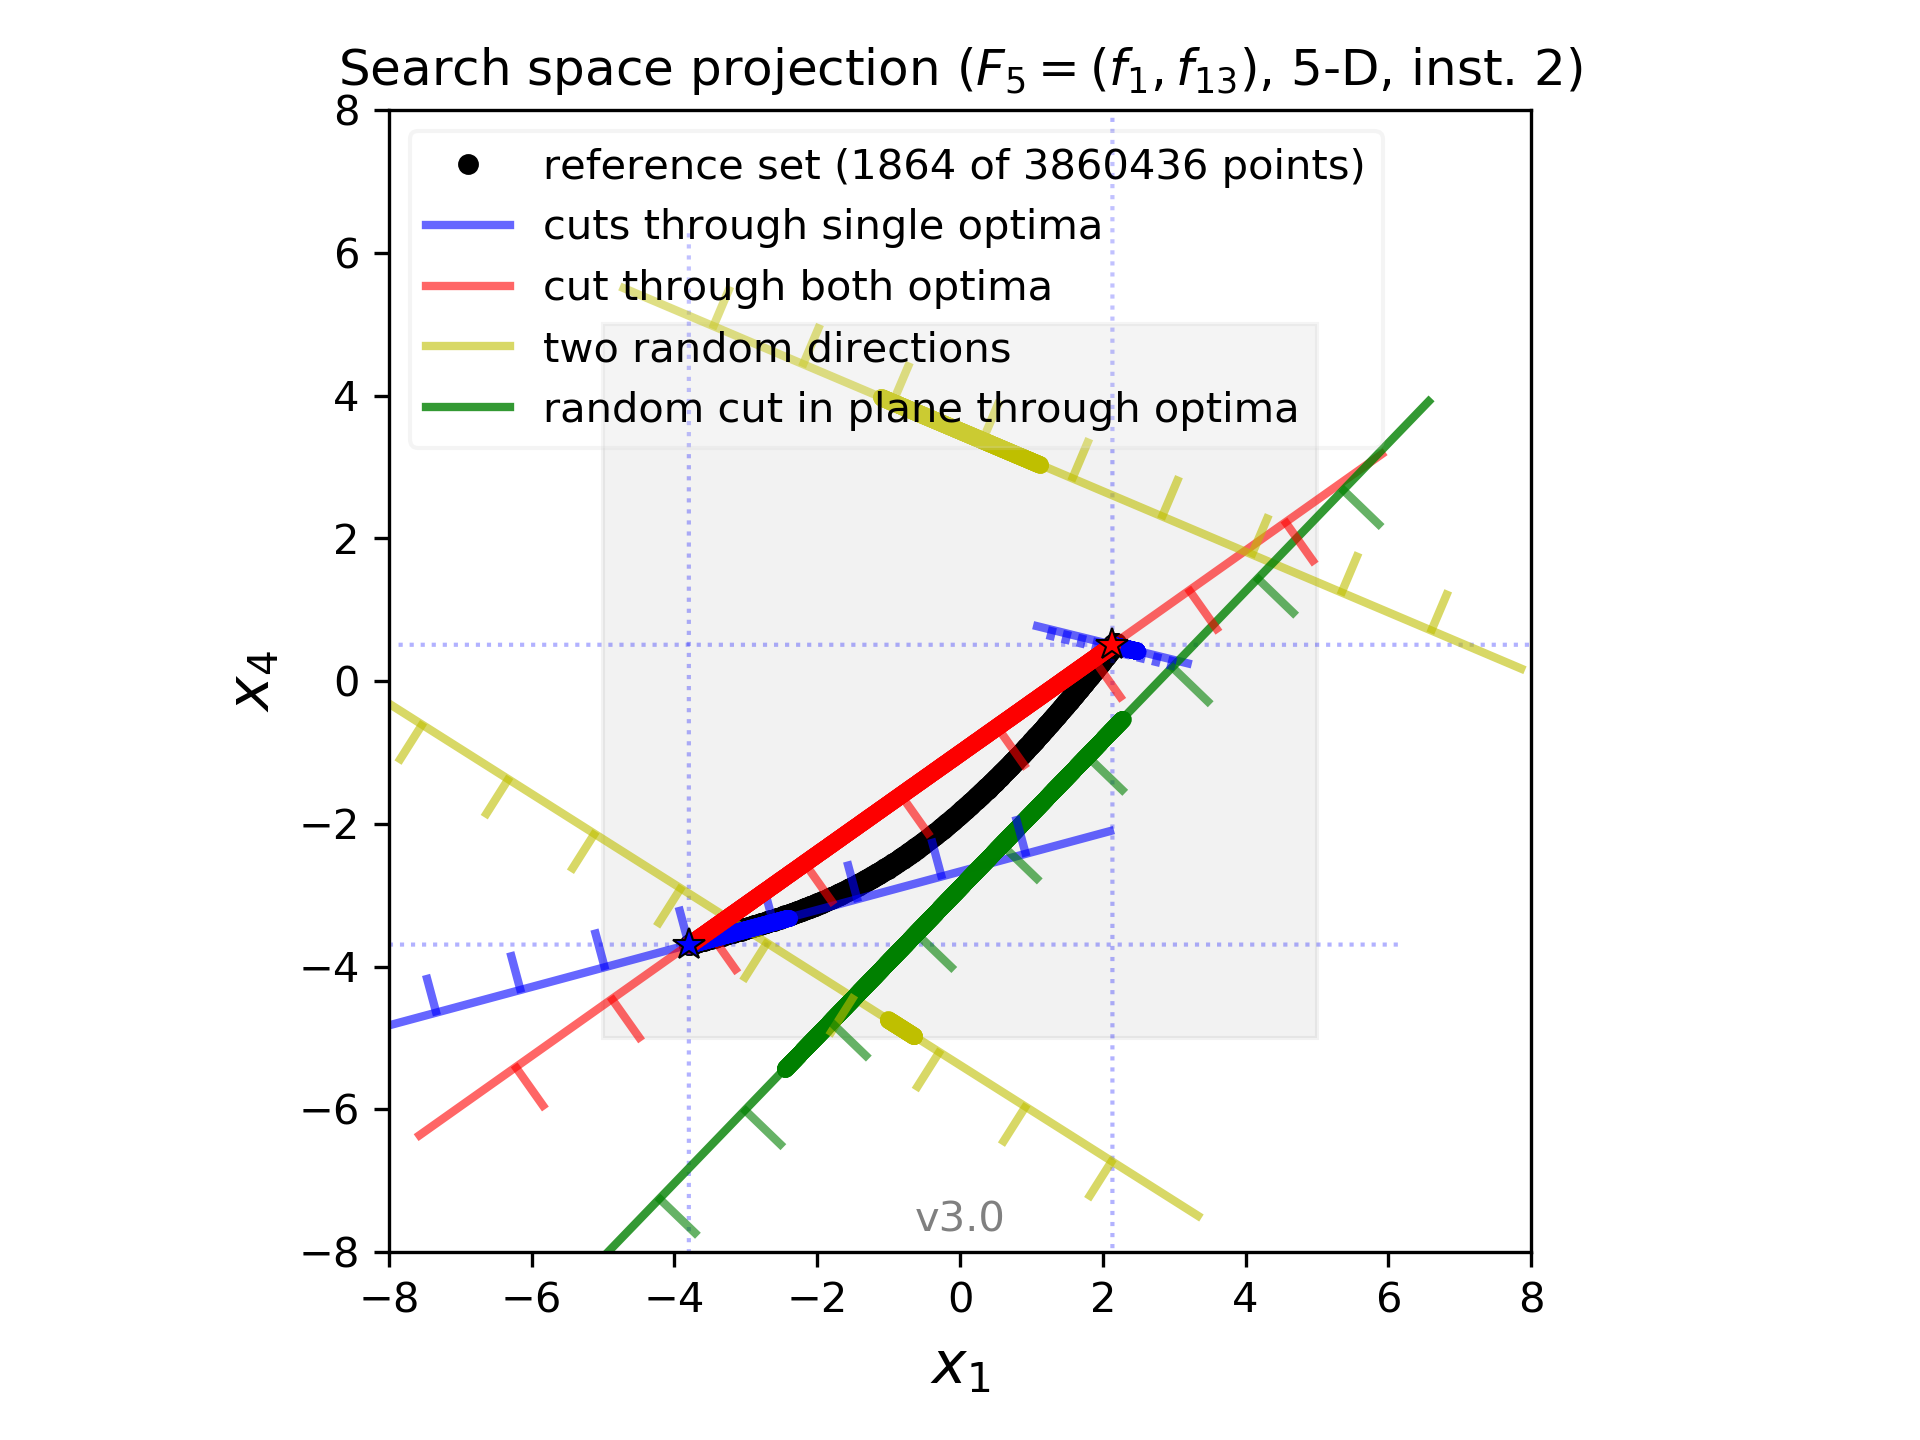 Search space projection (F5 = (f1, f13), 5-D, inst. 2)
reference set (1864 of 3860436 points)
cuts through single optima
cut through both optima
two random directions
random cut in plane through optima
8
6
4
2
0
−2
−4
−6
−8
x4
v3.0
−8 −6 −4 −2 0 2 4 6 8
x1